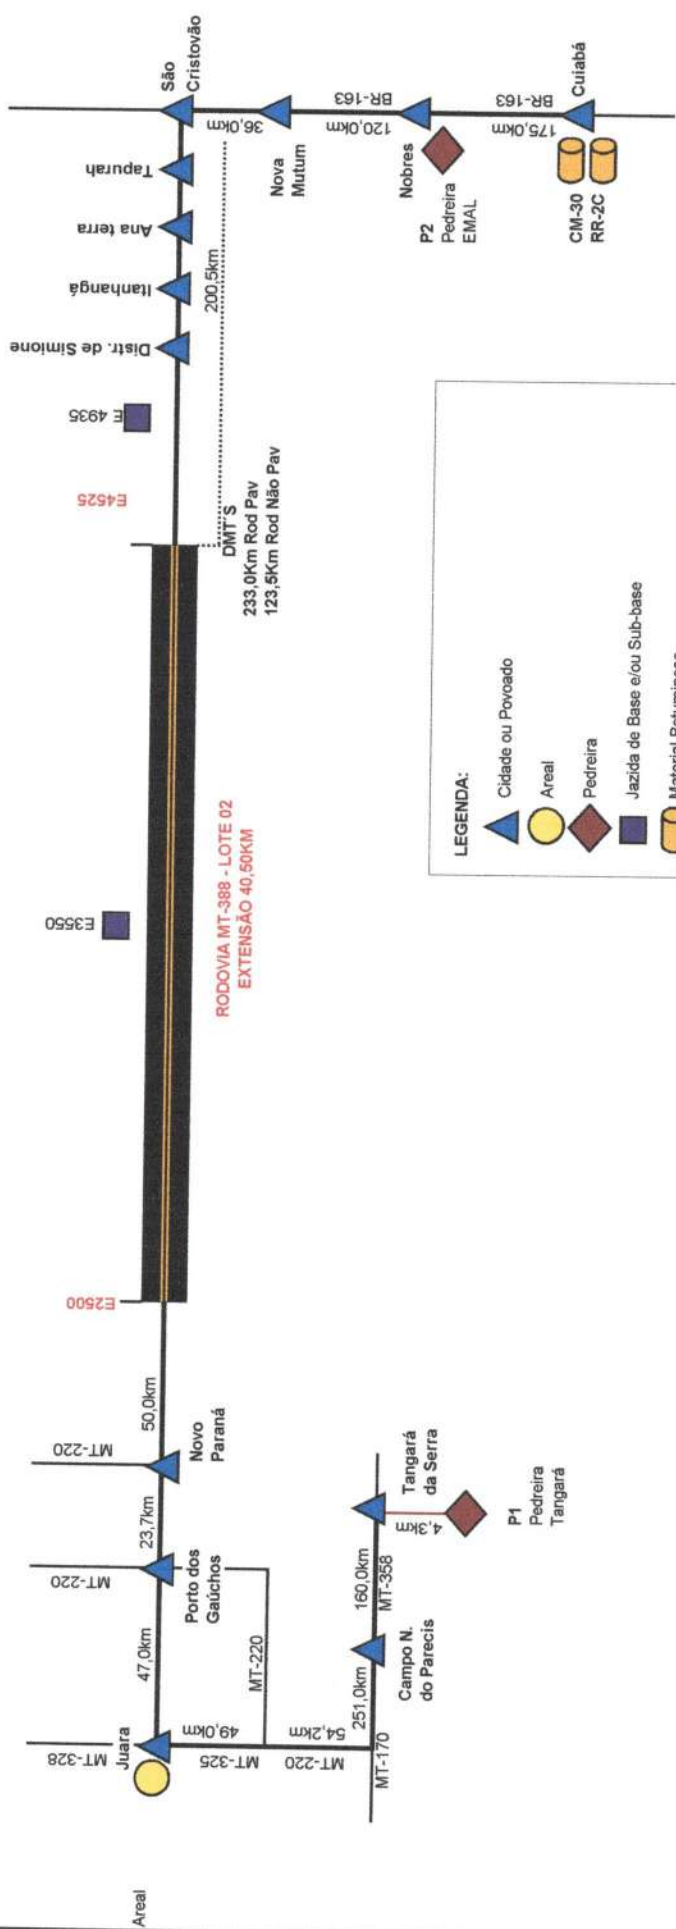 Areal
MT-328
Juara
47,0km
MT-220
Porto dos
Gaúchos
23,7km
MT-220
Novo
Paraná
50,0km
49,0km
MT-325
MT-220
54,2km
MT-220
MT-170
251,0km
Campo N.
do Parecis
160,0km
MT-358
Tangará
da Serra
4,3km
P1
Pedreira
Tangará
E2500
E3550
RODOVIA MT-388 - LOTE 02
EXTENSÃO 40,50KM
E4525
E 4935
DMT'S
233,0Km Rod Pav
123,5Km Rod Não Pav
200,5km
Distr. de Simione
Itanhangá
Ana terra
Tapurah
São
Cristovão
36,0km
Nova
Mutum
120,0km
BR-163
Nobres
P2
Pedreira
EMAL
175,0km
BR-163
Cuiabá
CM-30
RR-2C
LEGENDA:
Cidade ou Povoado
Areal
Pedreira
Jazida de Base e/ou Sub-base
Material Betuminoso